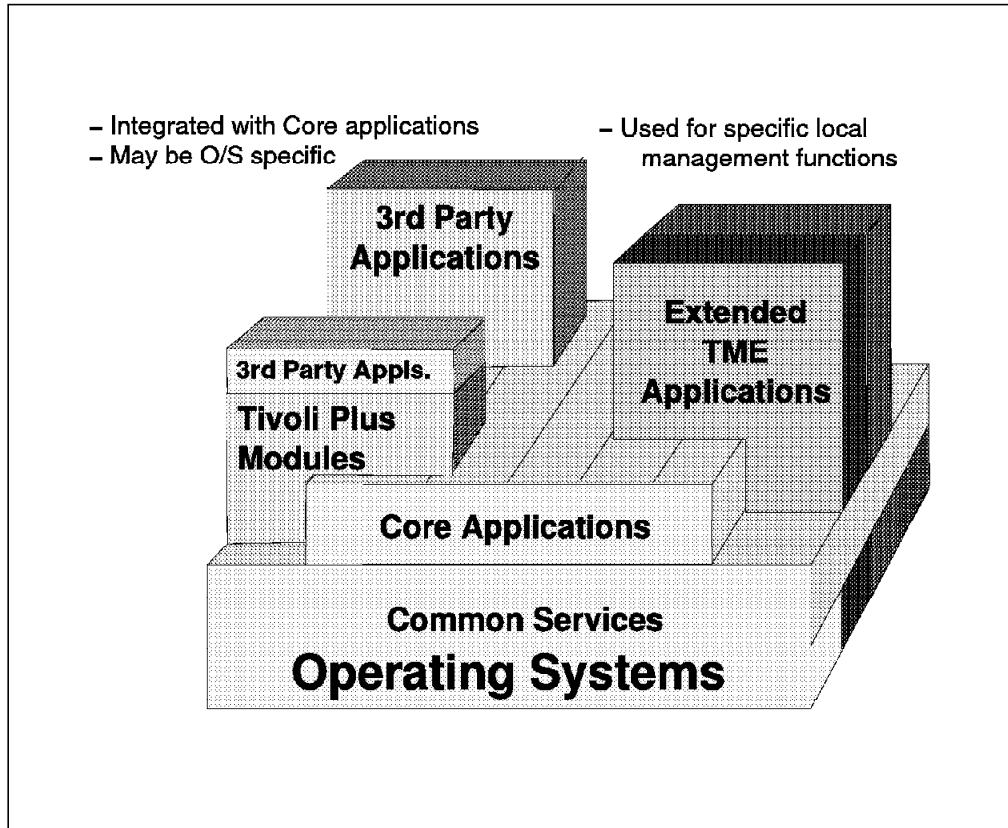 – Integrated with Core applications
– May be O/S specific
– Used for specific local
management functions
3rd Party
Applications
Extended
TME
Applications
3rd Party Appls.
Tivoli Plus
Modules
Core Applications
Common Services
Operating Systems